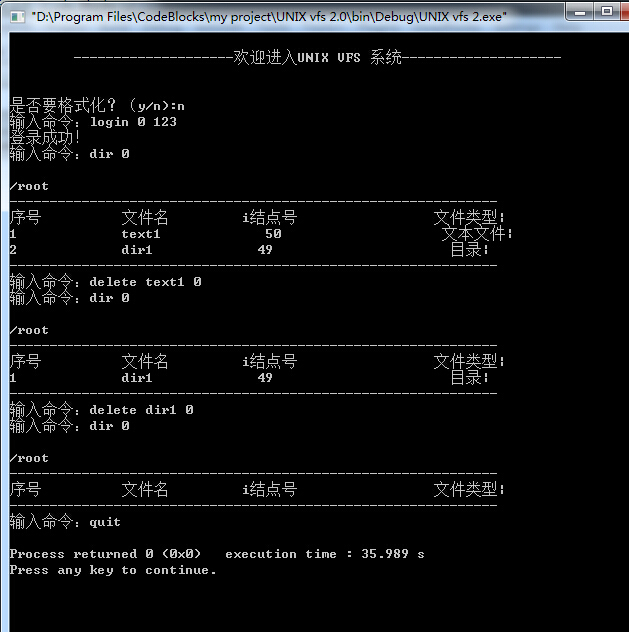 "D:\Program Files\CodeBlocks\my project\UNIX vfs 2.0\bin\Debug\UNIX vfs 2.exe"
--------------------欢迎进入UNIX VFS 系统--------------------
是否要格式化？（y/n):n
输入命令：login 0 123
登录成功！
输入命令：dir 0
/root
-------------------------------------------------------------
序号 文件名 i结点号 文件类型|
1 text1 50 文本文件|
2 dir1 49 目录|
-------------------------------------------------------------
输入命令：delete text1 0
输入命令：dir 0
/root
-------------------------------------------------------------
序号 文件名 i结点号 文件类型|
1 dir1 49 目录|
-------------------------------------------------------------
输入命令：delete dir1 0
输入命令：dir 0
/root
-------------------------------------------------------------
序号 文件名 i结点号 文件类型|
-------------------------------------------------------------
输入命令：quit
Process returned 0 (0x0)   execution time : 35.989 s
Press any key to continue.